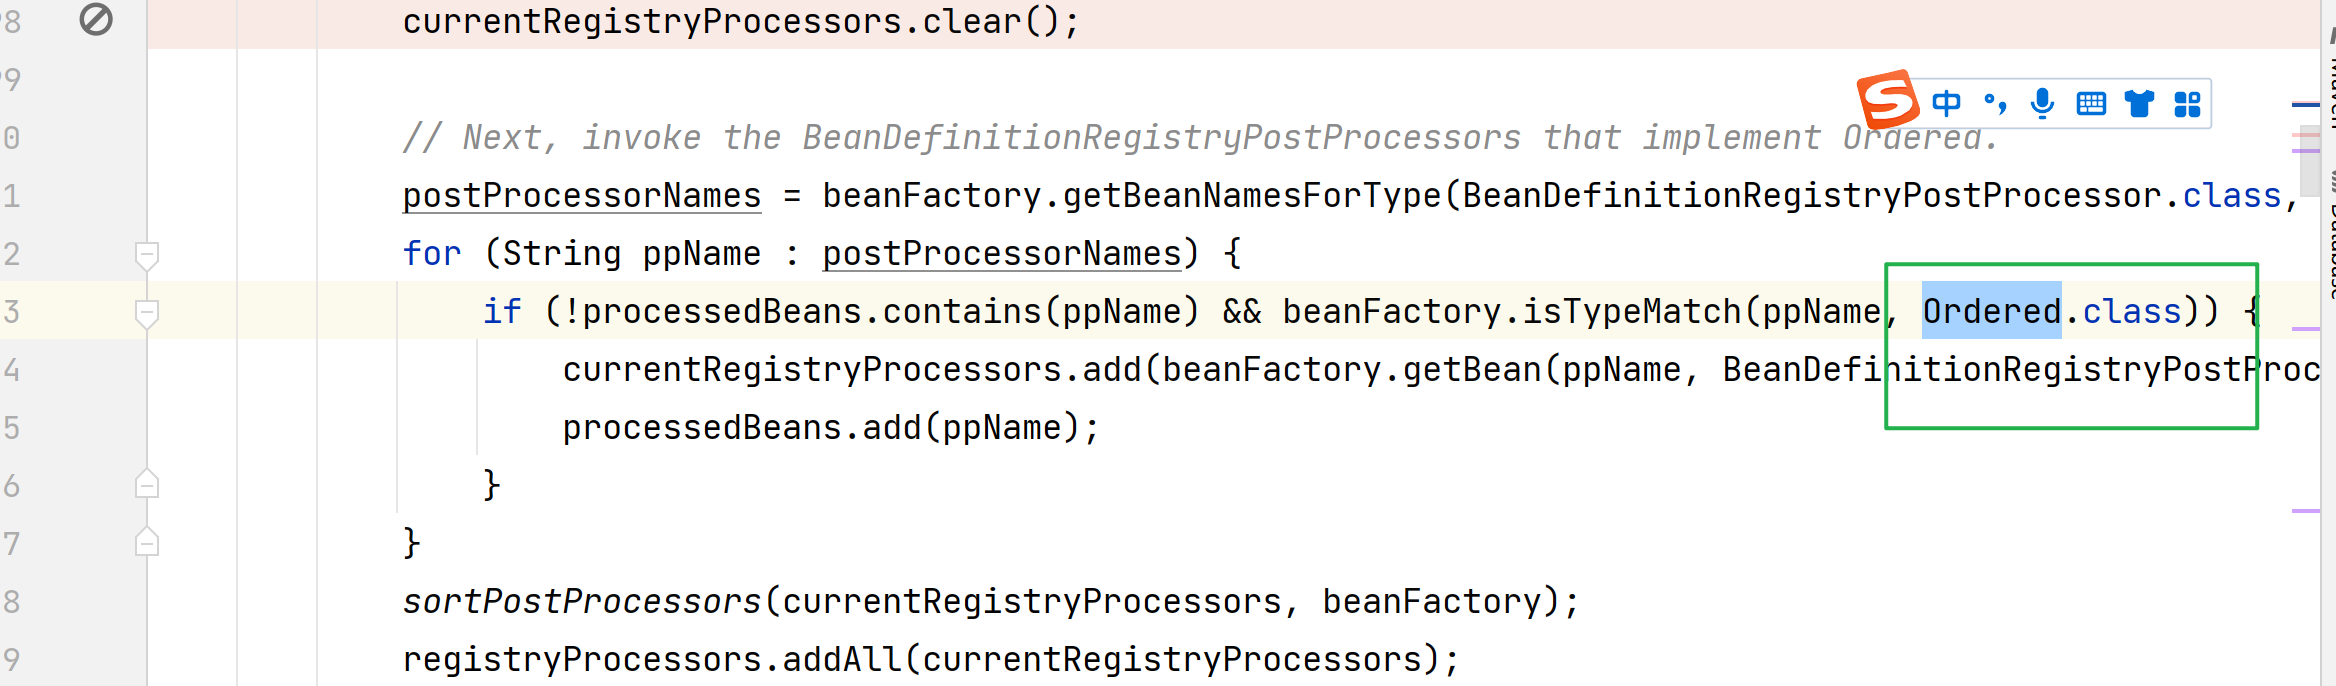 8 currentRegistryProcessors.clear();
9
0 // Next, invoke the BeanDefinitionRegistryPostProcessors that implement Ordered.
1 postProcessorNames = beanFactory.getBeanNamesForType(BeanDefinitionRegistryPostProcessor.class,
2 for (String ppName : postProcessorNames) {
3 if (!processedBeans.contains(ppName) && beanFactory.isTypeMatch(ppName, Ordered.class)) {
4 currentRegistryProcessors.add(beanFactory.getBean(ppName, BeanDefinitionRegistryPostProc
5 processedBeans.add(ppName);
6 }
7 }
8 sortPostProcessors(currentRegistryProcessors, beanFactory);
9 registryProcessors.addAll(currentRegistryProcessors);
S 中
Maven
Database